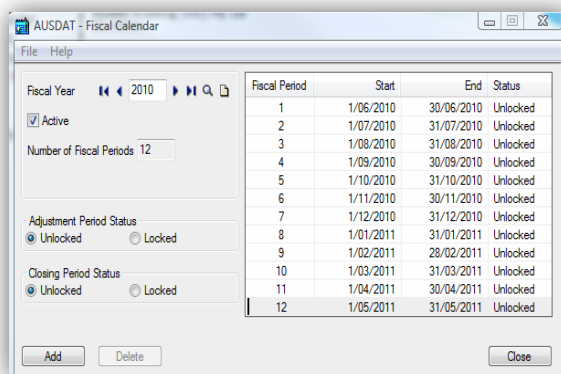 AUSDAT - Fiscal Calendar
File Help
Fiscal Year 2010
Active
Number of Fiscal Periods 12
Adjustment Period Status
Unlocked Locked
Closing Period Status
Unlocked Locked
Fiscal Period Start End Status
1 1/06/2010 30/06/2010 Unlocked
2 1/07/2010 31/07/2010 Unlocked
3 1/08/2010 31/08/2010 Unlocked
4 1/09/2010 30/09/2010 Unlocked
5 1/10/2010 31/10/2010 Unlocked
6 1/11/2010 30/11/2010 Unlocked
7 1/12/2010 31/12/2010 Unlocked
8 1/01/2011 31/01/2011 Unlocked
9 1/02/2011 28/02/2011 Unlocked
10 1/03/2011 31/03/2011 Unlocked
11 1/04/2011 30/04/2011 Unlocked
12 1/05/2011 31/05/2011 Unlocked
Add Delete Close